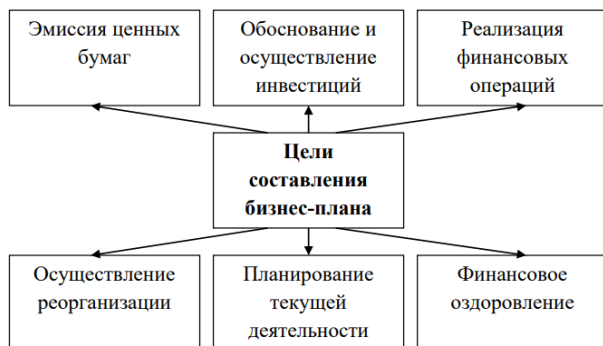 Эмиссия ценных
бумаг
Обоснование и
осуществление
инвестиций
Реализация
финансовых
операций
Цели
составления
бизнес-плана
Осуществление
реорганизации
Планирование
текущей
деятельности
Финансовое
оздоровление